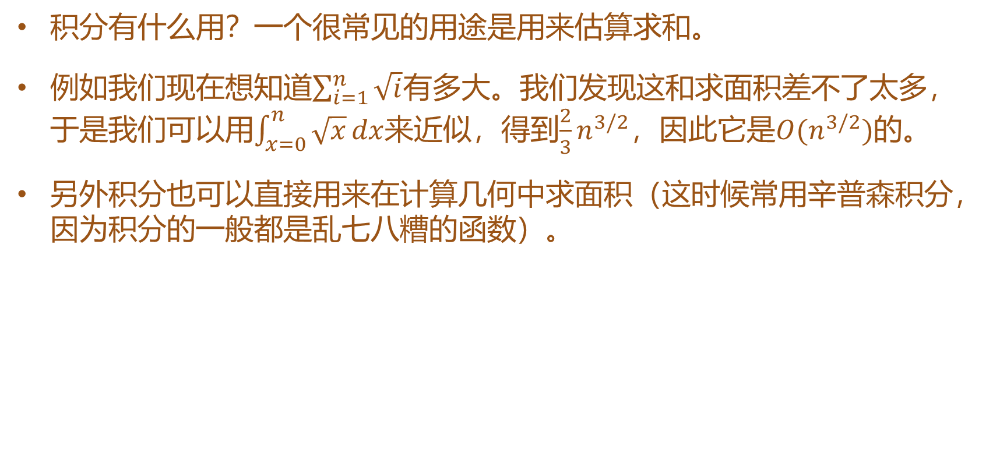 • 积分有什么用？一个很常见的用途是用来估算求和。
• 例如我们现在想知道∑_{i=1}^{n} √i有多大。我们发现这和求面积差不了太多，
于是我们可以用∫_{x=0}^{n} √x dx来近似，得到2/3 n^{3/2}，因此它是O(n^{3/2})的。
• 另外积分也可以直接用来在计算几何中求面积（这时候常用辛普森积分，
因为积分的一般都是乱七八糟的函数）。